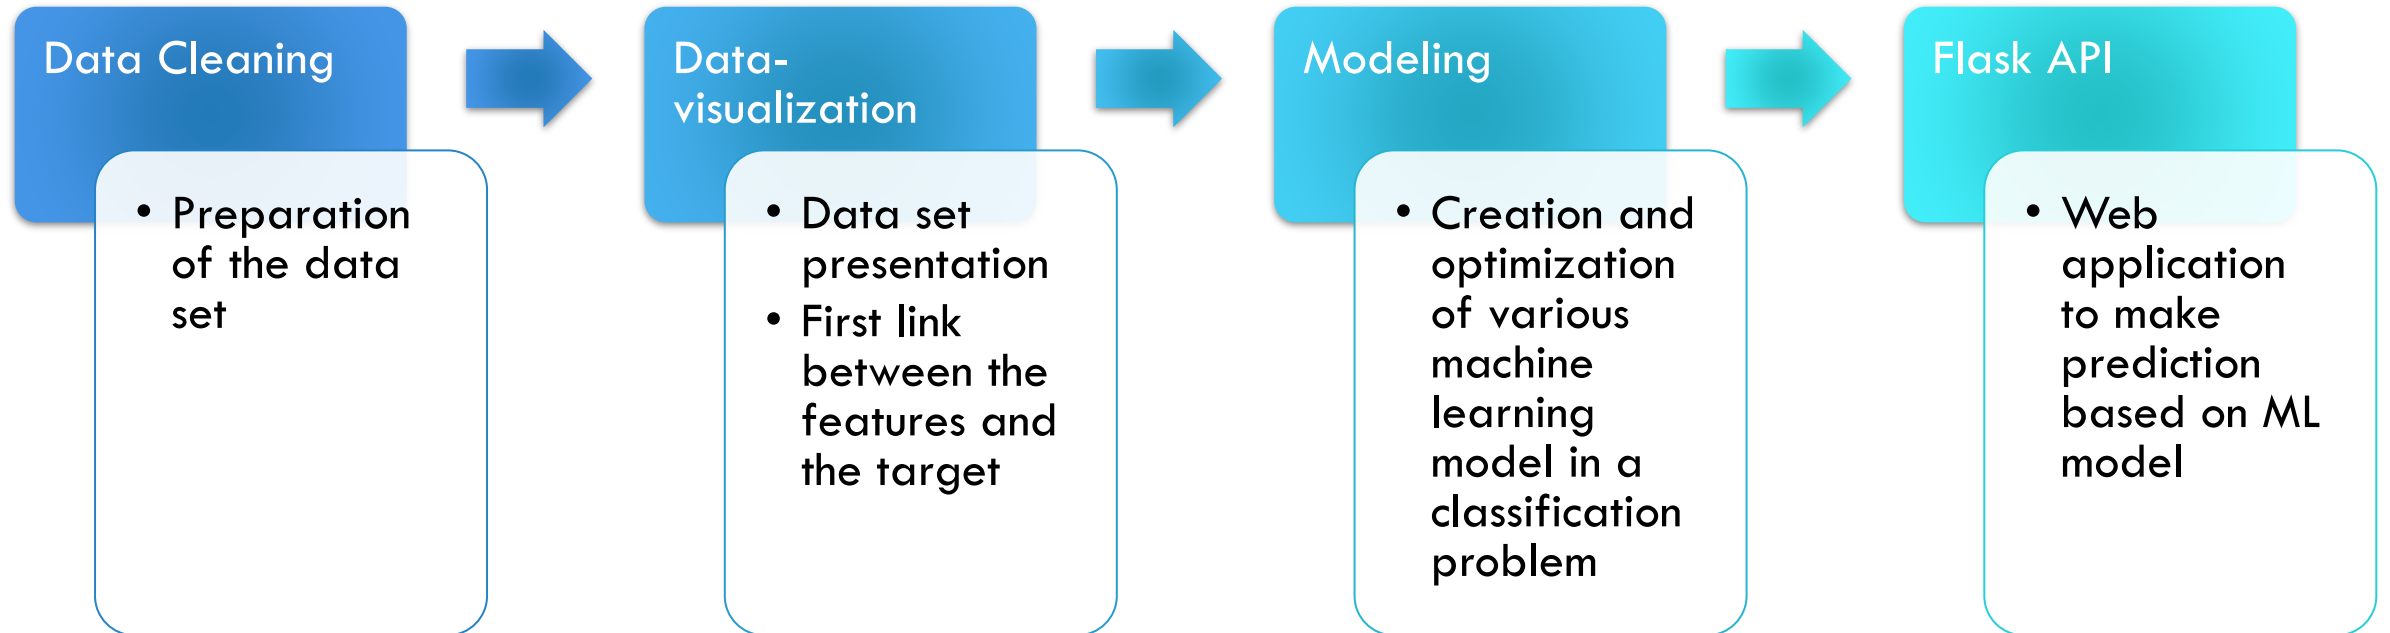 Data Cleaning
• Preparation
of the data
set
Data-
visualization
• Data set
presentation
• First link
between the
features and
the target
Modeling
• Creation and
optimization
of various
machine
learning
model in a
classification
problem
Flask API
• Web
application
to make
prediction
based on ML
model